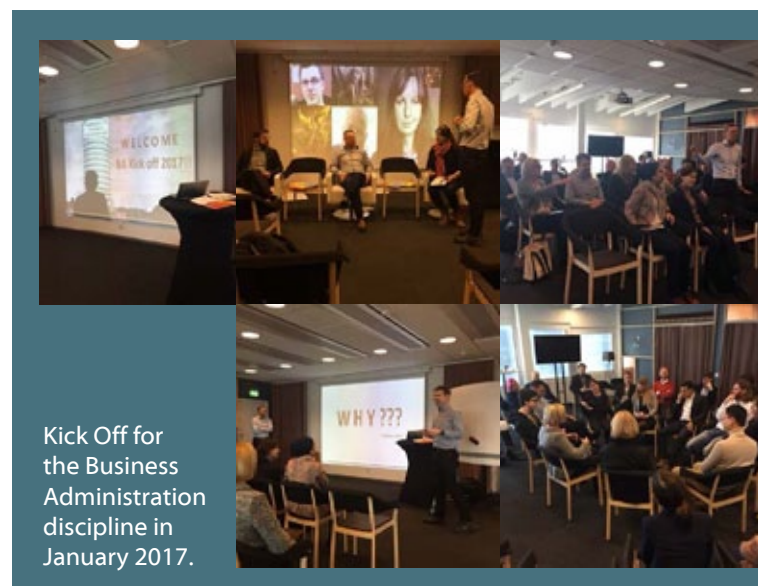 WELCOME
BA Kick off 2017
WHY???
Kick Off for
the Business
Administration
discipline in
January 2017.